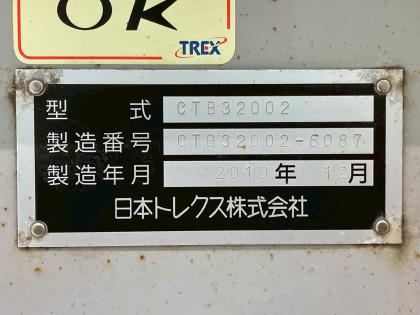 OK
TREX
型 式 CTB32002
製造番号 CTB32002-6087
製造年月 2019年 12月
日本トレクス株式会社